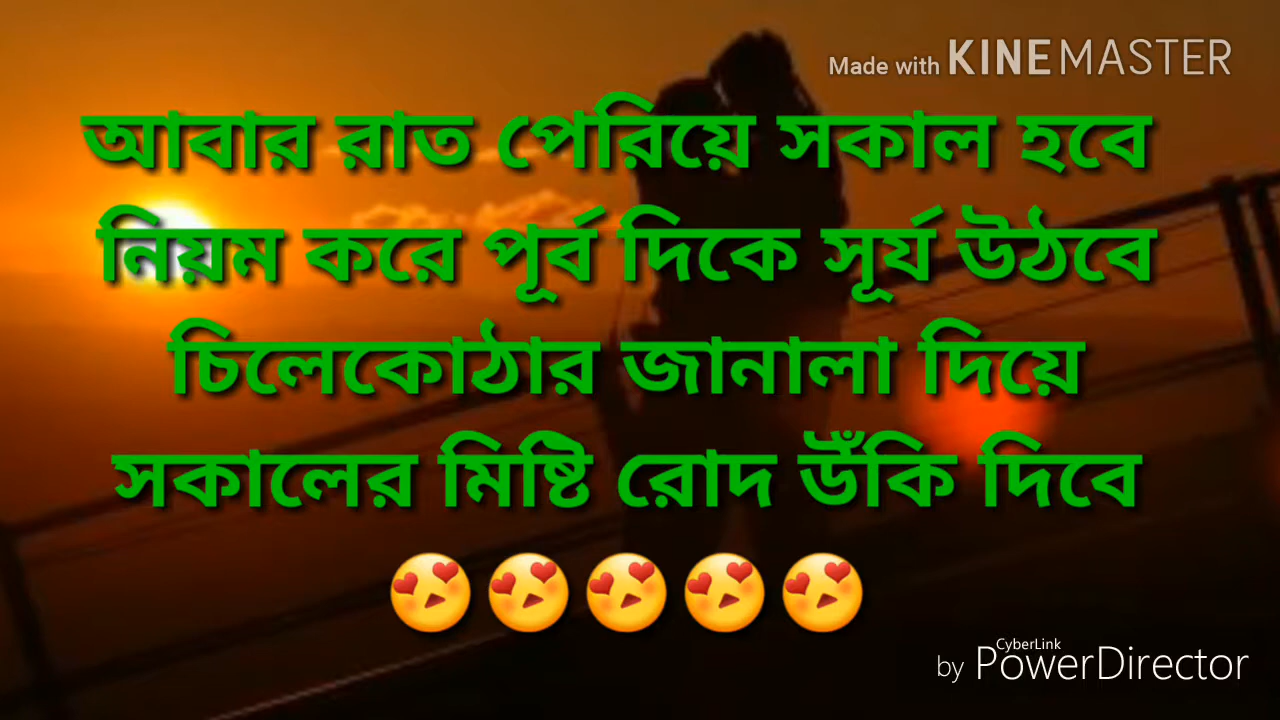 Made with KINEMASTER
আবার রাত পেরিয়ে সকাল হবে
নিয়ম করে পূর্ব দিকে সূর্য উঠবে
চিলেকোঠার জানালা দিয়ে
সকালের মিষ্টি রোদ উঁকি দিবে
😍😍😍😍😍
by CyberLink PowerDirector